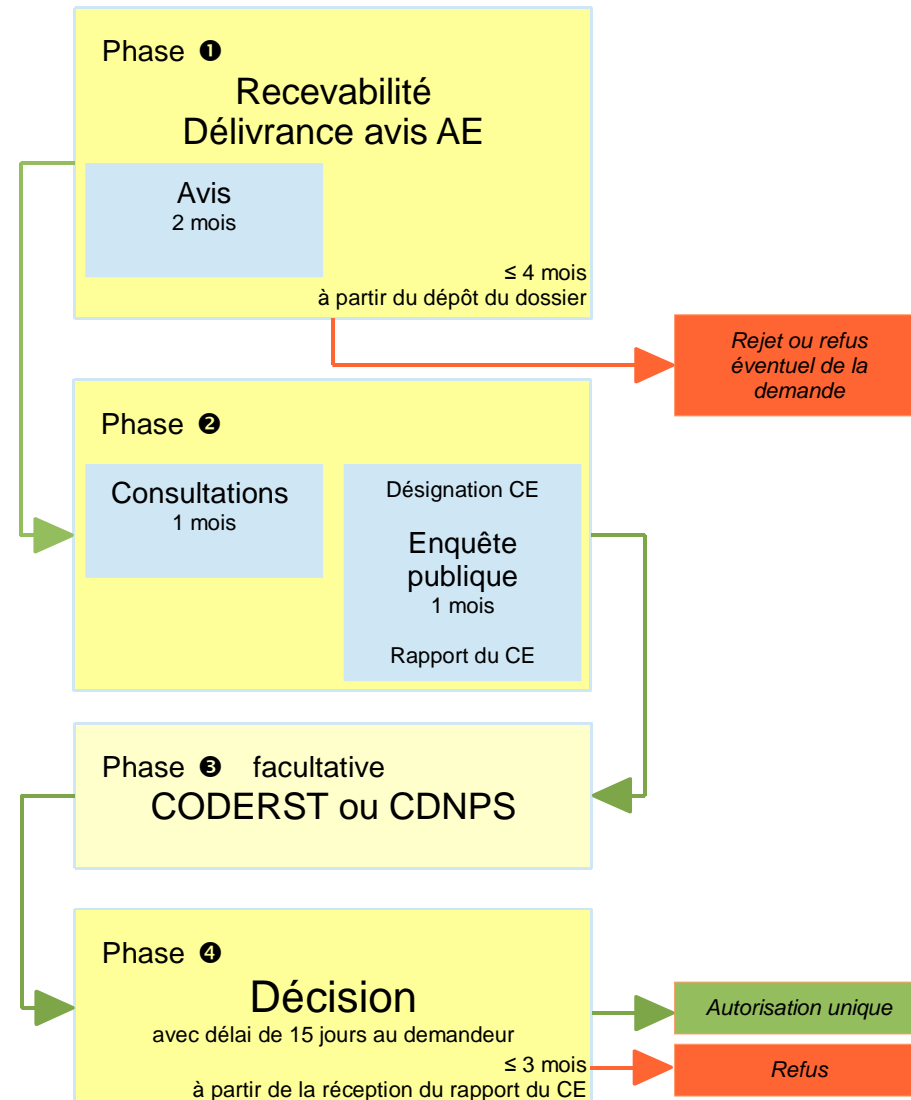 Phase ❶
Recevabilité
Délivrance avis AE
Avis
2 mois
≤ 4 mois
à partir du dépôt du dossier
Rejet ou refus
éventuel de la
demande
Phase ❷
Consultations
1 mois
Désignation CE
Enquête
publique
1 mois
Rapport du CE
Phase ❸ facultative
CODERST ou CDNPS
Phase ❹
Décision
avec délai de 15 jours au demandeur
≤ 3 mois
à partir de la réception du rapport du CE
Autorisation unique
Refus